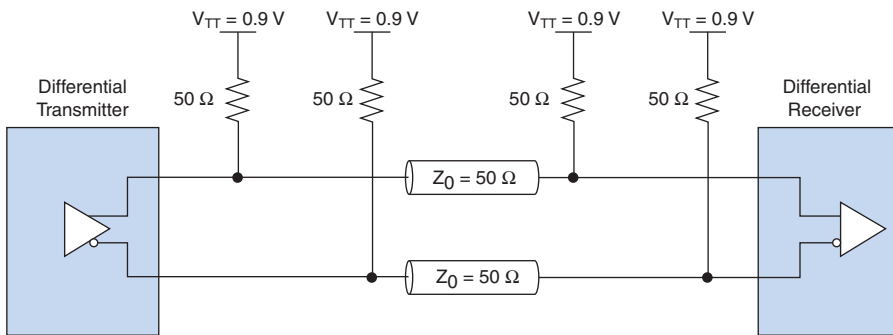 V_TT = 0.9 V V_TT = 0.9 V V_TT = 0.9 V V_TT = 0.9 V
Differential
Transmitter
Differential
Receiver
50 Ω 50 Ω 50 Ω 50 Ω
Z_0 = 50 Ω
Z_0 = 50 Ω